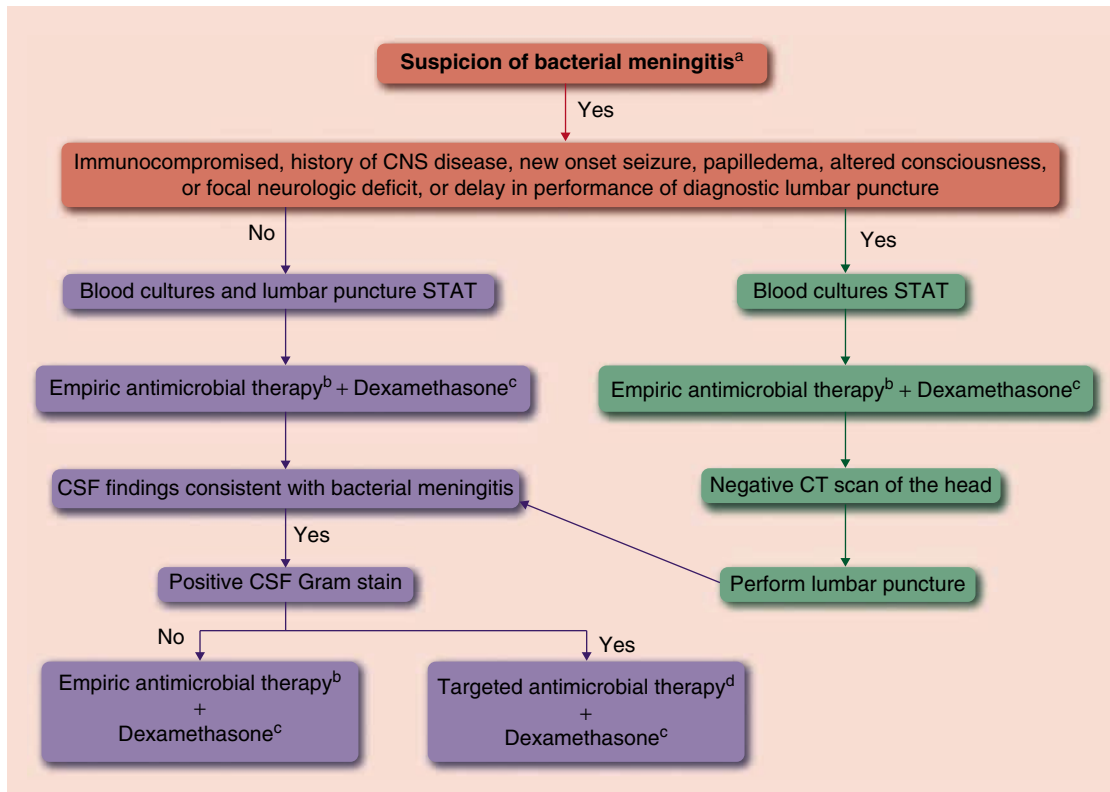 Suspicion of bacterial meningitisᵃ
Yes
Immunocompromised, history of CNS disease, new onset seizure, papilledema, altered consciousness,
or focal neurologic deficit, or delay in performance of diagnostic lumbar puncture
No
Yes
Blood cultures and lumbar puncture STAT
Blood cultures STAT
Empiric antimicrobial therapyᵇ + Dexamethasoneᶜ
Empiric antimicrobial therapyᵇ + Dexamethasoneᶜ
CSF findings consistent with bacterial meningitis
Negative CT scan of the head
Yes
Positive CSF Gram stain
Perform lumbar puncture
No
Yes
Empiric antimicrobial therapyᵇ
+
Dexamethasoneᶜ
Targeted antimicrobial therapyᵈ
+
Dexamethasoneᶜ